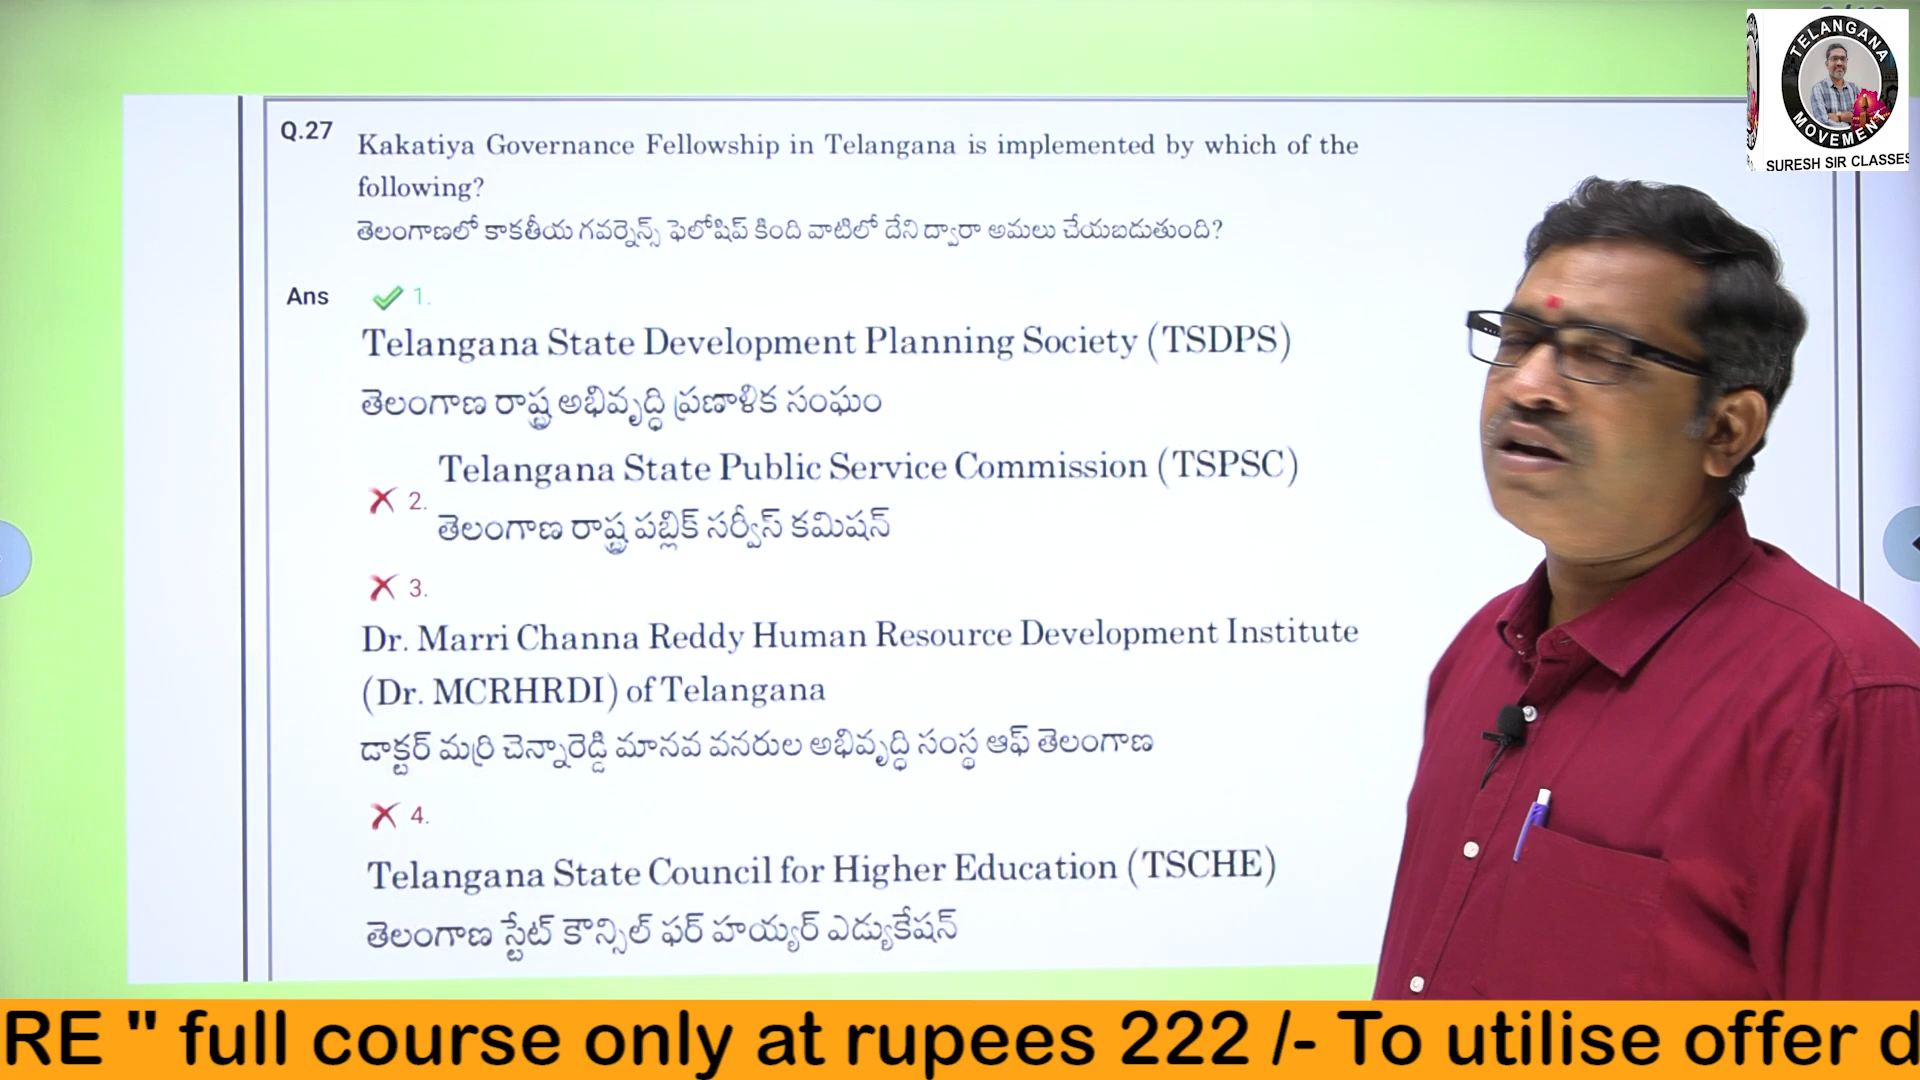 TELANGANA
MOVEMENT
SURESH SIR CLASSES
Q.27
Kakatiya Governance Fellowship in Telangana is implemented by which of the
following?
తెలంగాణలో కాకతీయ గవర్నెన్స్ ఫెలోషిప్ కింది వాటిలో దేని ద్వారా అమలు చేయబడుతుంది?
Ans
1.
Telangana State Development Planning Society (TSDPS)
తెలంగాణ రాష్ట్ర అభివృద్ధి ప్రణాళిక సంఘం
2.
Telangana State Public Service Commission (TSPSC)
తెలంగాణ రాష్ట్ర పబ్లిక్ సర్వీస్ కమిషన్
3.
Dr. Marri Channa Reddy Human Resource Development Institute
(Dr. MCRHRDI) of Telangana
డాక్టర్ మర్రి చెన్నారెడ్డి మానవ వనరుల అభివృద్ధి సంస్థ ఆఫ్ తెలంగాణ
4.
Telangana State Council for Higher Education (TSCHE)
తెలంగాణ స్టేట్ కౌన్సిల్ ఫర్ హయ్యర్ ఎడ్యుకేషన్
RE " full course only at rupees 222 /- To utilise offer d